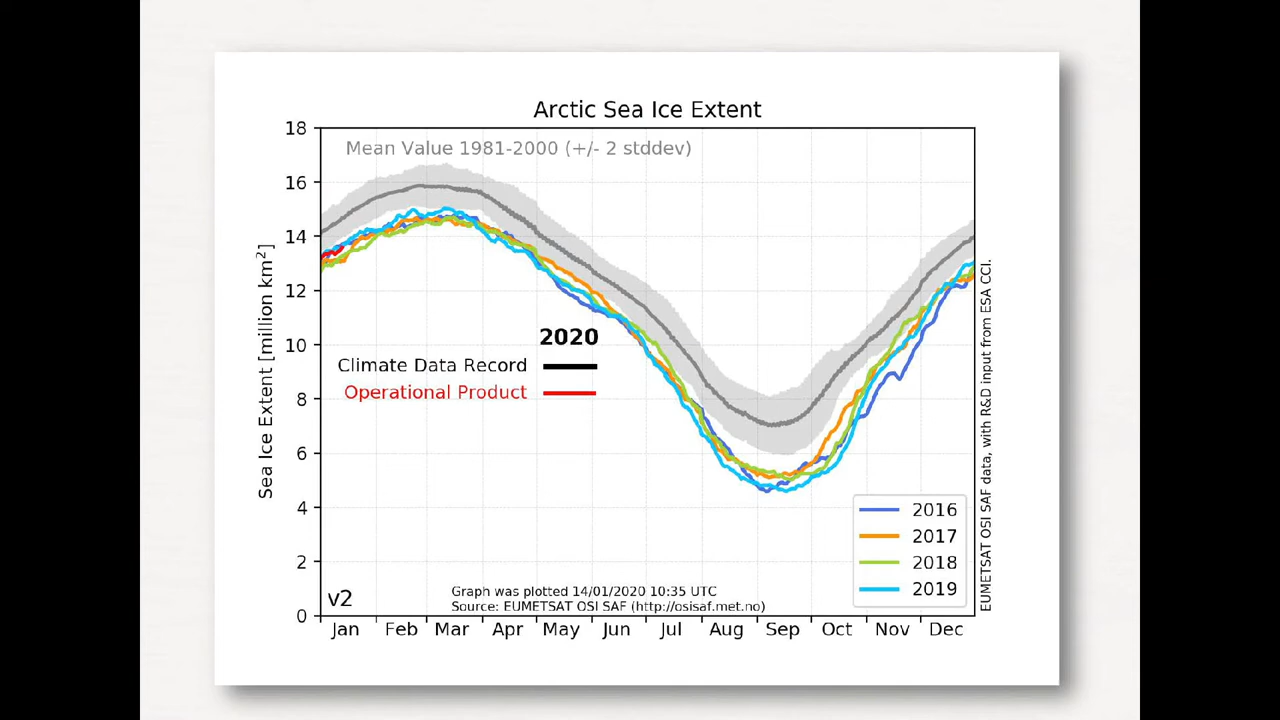 Arctic Sea Ice Extent
18
Mean Value 1981-2000 (+/- 2 stddev)
16
14
12
10
8
6
4
2
0
Sea Ice Extent [million km²]
2020
Climate Data Record
Operational Product
2016
2017
2018
2019
v2
Graph was plotted 14/01/2020 10:35 UTC
Source: EUMETSAT OSI SAF (http://osisaf.met.no)
Jan Feb Mar Apr May Jun Jul Aug Sep Oct Nov Dec
EUMETSAT OSI SAF data, with R&D input from ESA CCI.